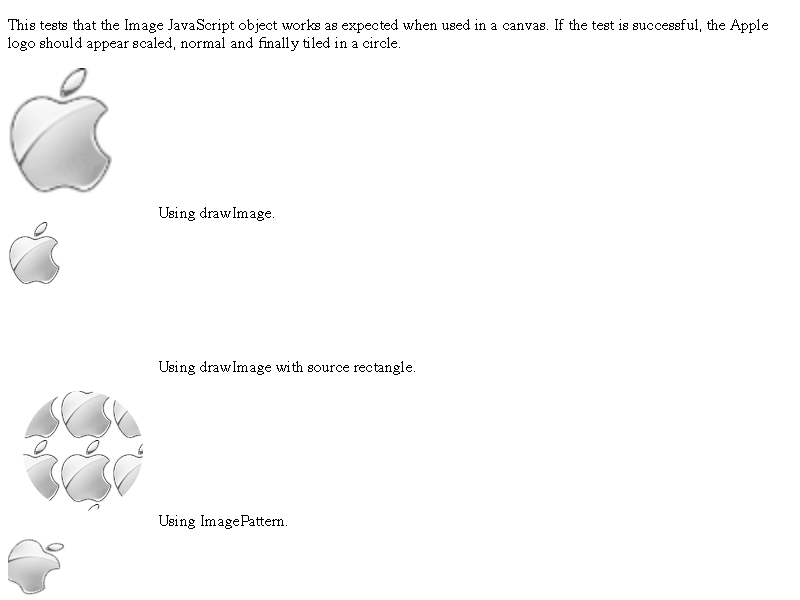 This tests that the Image JavaScript object works as expected when used in a canvas. If the test is successful, the Apple
logo should appear scaled, normal and finally tiled in a circle.
Using drawImage.
Using drawImage with source rectangle.
Using ImagePattern.